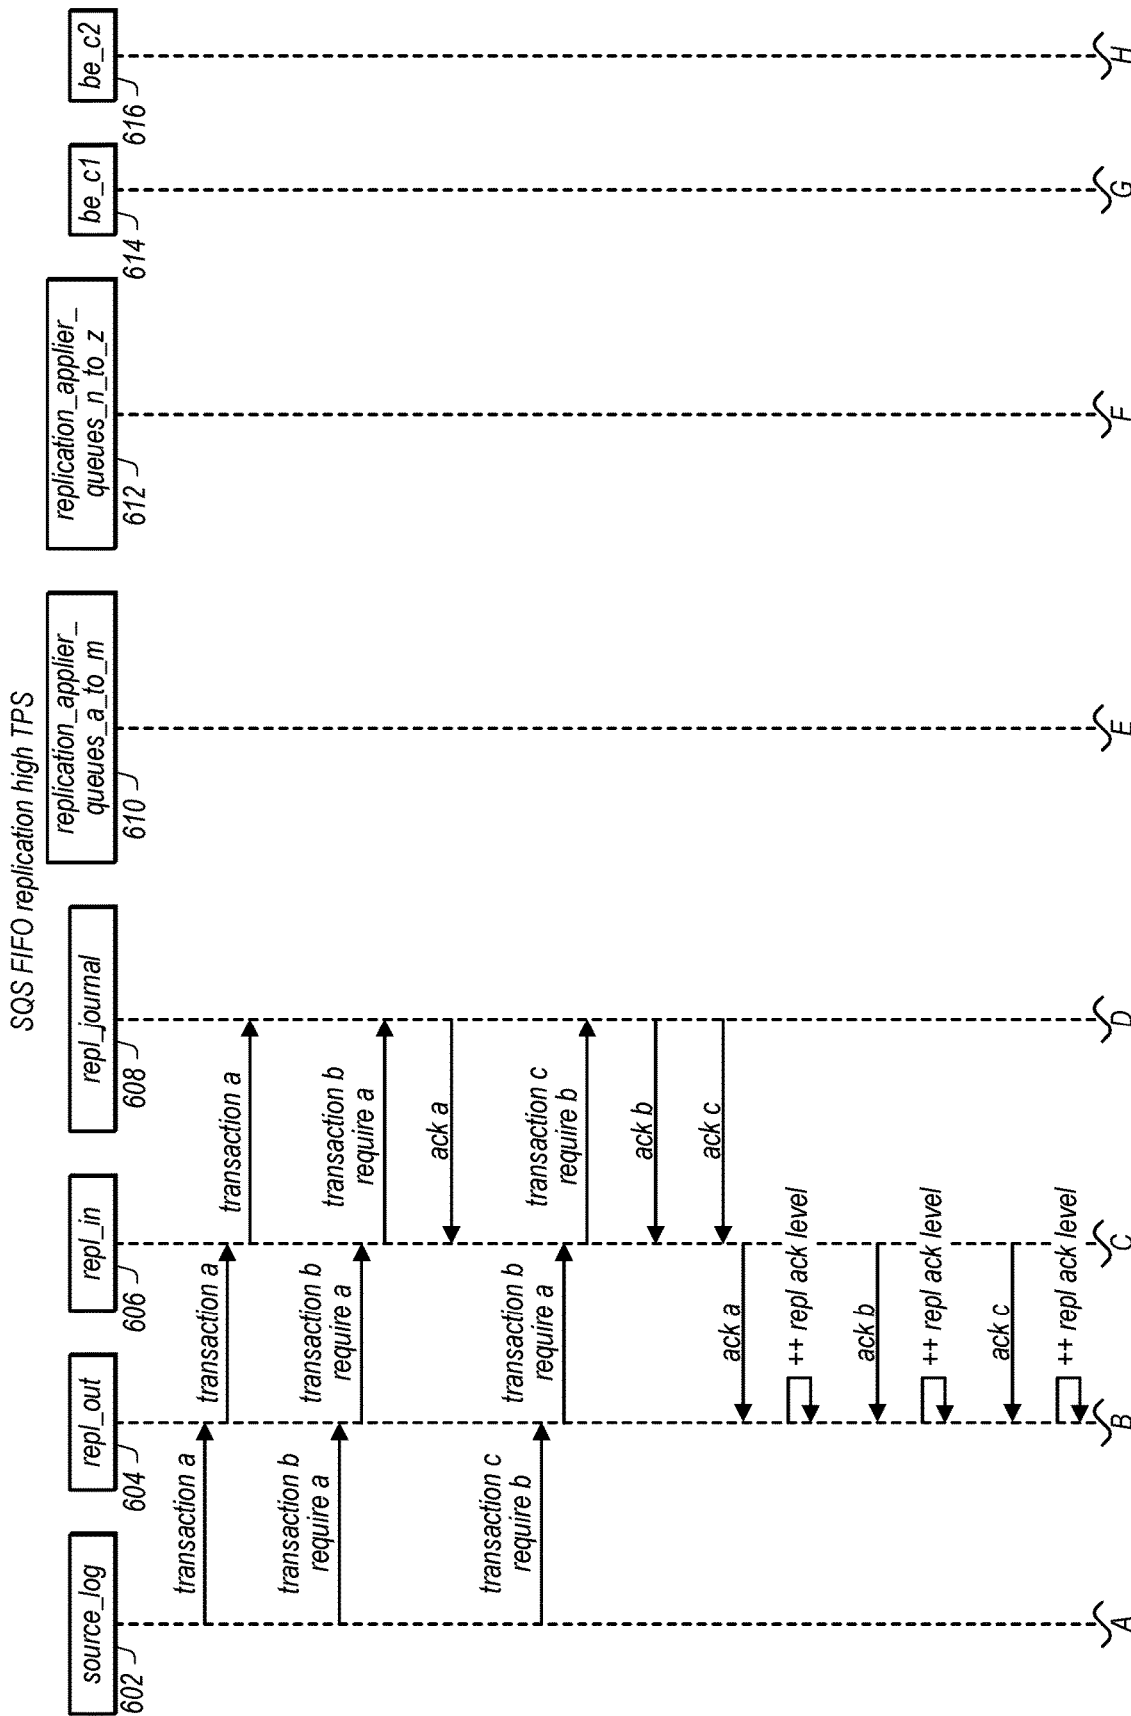 SQS FIFO replication high TPS
source_log
repl_out
repl_in
repl_journal
replication_applier_
queues_a_to_m
replication_applier_
queues_n_to_z
be_c1
be_c2
602
604
606
608
610
612
614
616
transaction a
transaction a
transaction a
transaction b
require a
transaction b
require a
transaction b
require a
ack a
transaction c
require b
transaction b
require a
transaction c
require b
ack b
ack c
ack a
++ repl ack level
ack b
++ repl ack level
ack c
++ repl ack level
A
B
C
D
E
F
G
H